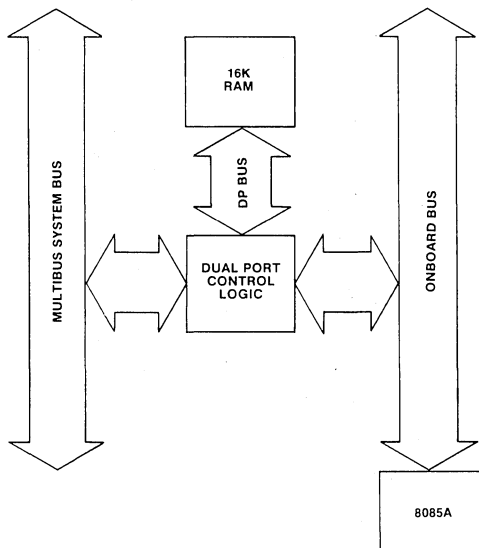 16K
RAM
MULTIBUS SYSTEM BUS
DP BUS
ONBOARD BUS
DUAL PORT
CONTROL
LOGIC
8085A